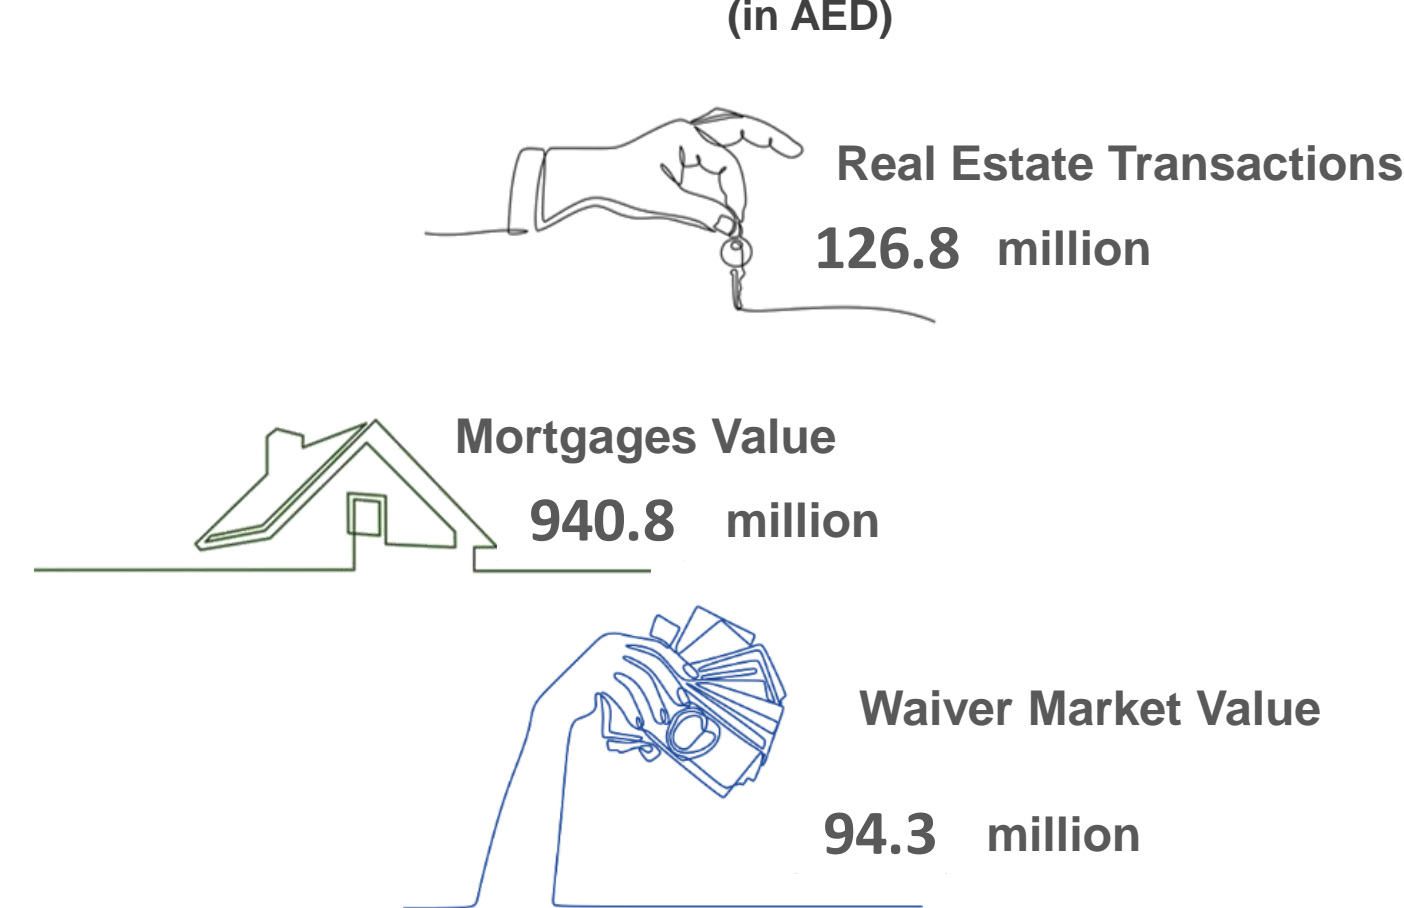 (in AED)
Real Estate Transactions
126.8 million
Mortgages Value
940.8 million
Waiver Market Value
94.3 million